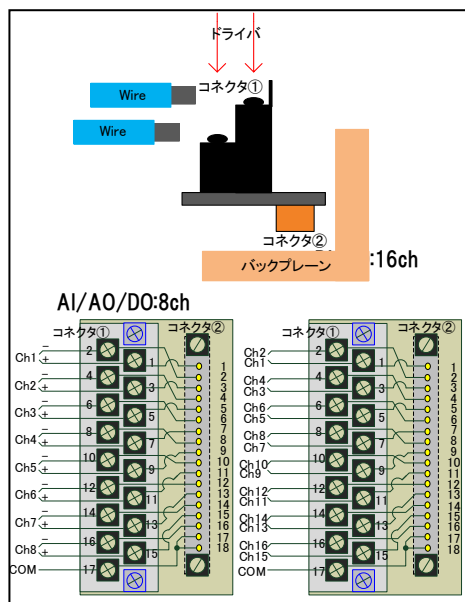 ドライバ
コネクタ①
Wire
Wire
コネクタ②
:16ch
バックプレーン
AI/AO/DO:8ch
コネクタ① コネクタ②
Ch1 − +
Ch2 − +
Ch3 − +
Ch4 − +
Ch5 − +
Ch6 − +
Ch7 − +
Ch8 − +
COM
2 4 6 8 10 12 14 16 17
1 3 5 7 9 11 13 15
1 2 3 4 5 6 7 8 9 10 11 12 13 14 15 16 17 18
コネクタ① コネクタ②
Ch2
Ch1
Ch4
Ch3
Ch6
Ch5
Ch8
Ch7
Ch10
Ch9
Ch12
Ch11
Ch14
Ch13
Ch16
Ch15
COM
2 4 6 8 10 12 14 16 17
1 3 5 7 9 11 13 15
1 2 3 4 5 6 7 8 9 10 11 12 13 14 15 16 17 18